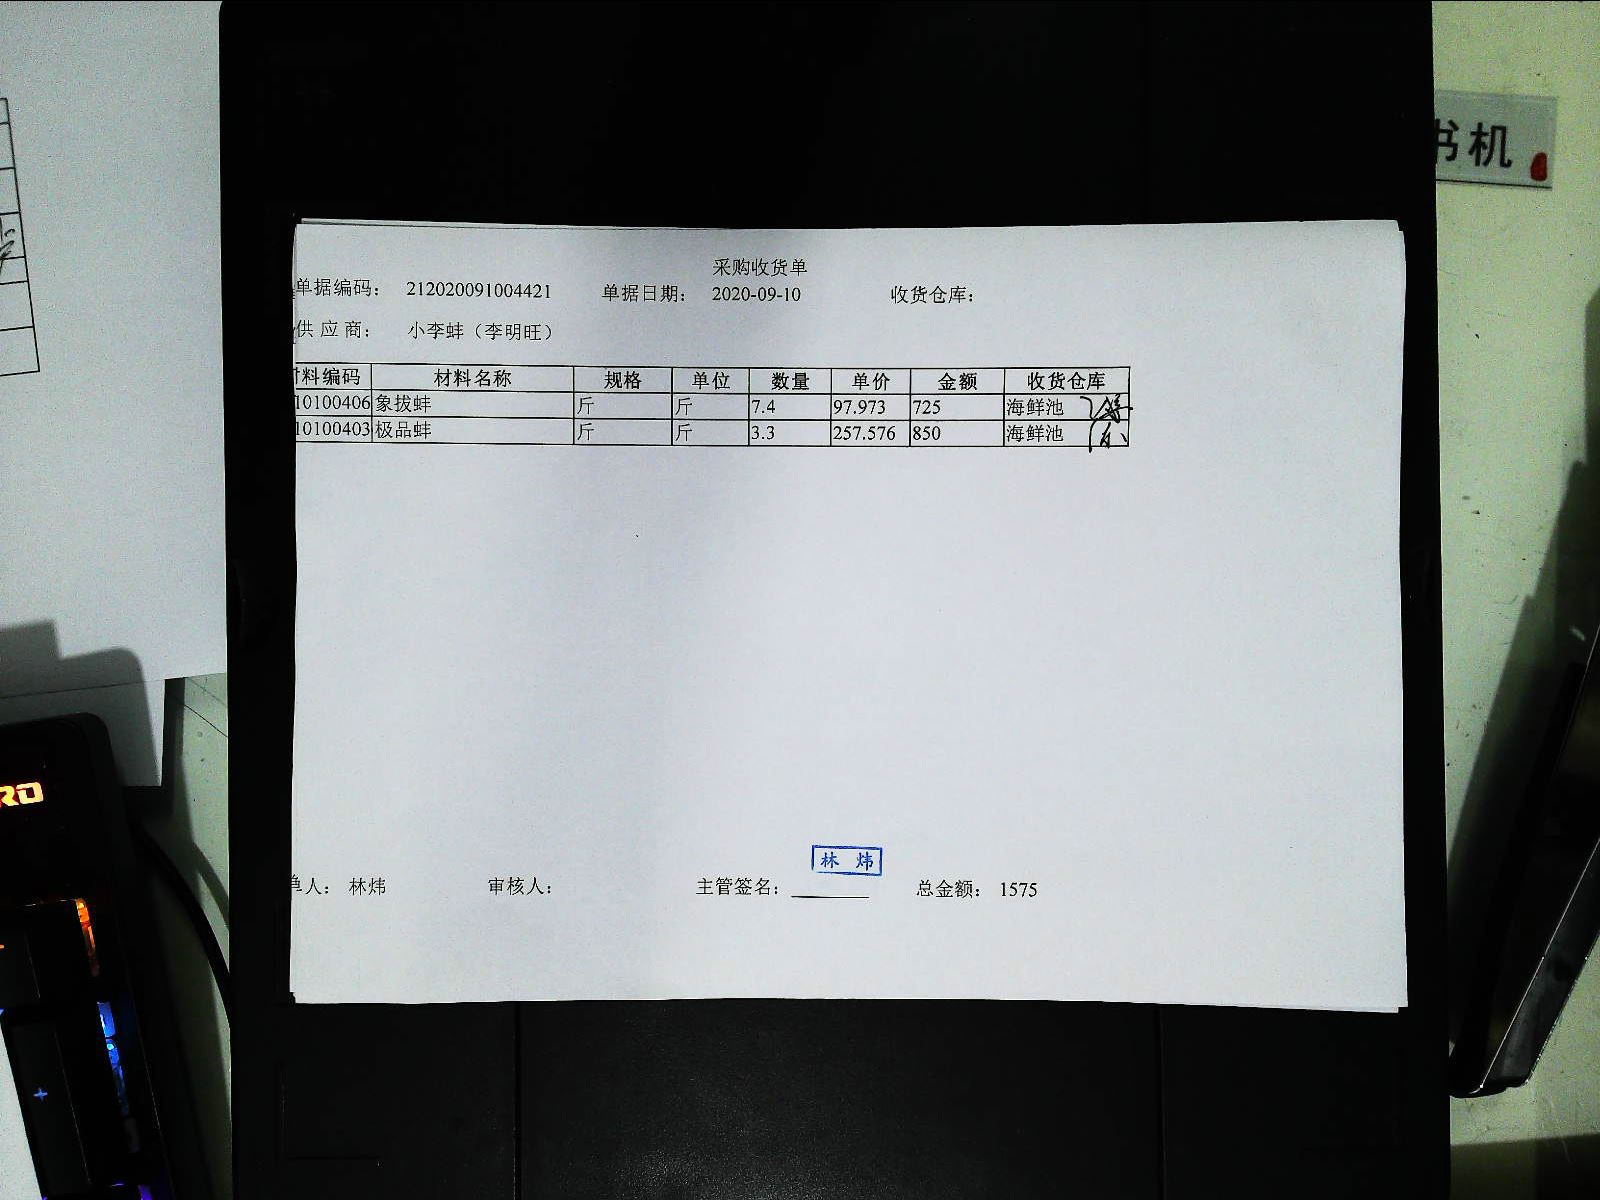 采购收货单
单据编码： 212020091004421 单据日期： 2020-09-10 收货仓库：
供 应 商： 小李蚌（李明旺）
料编码 材料名称 规格 单位 数量 单价 金额 收货仓库
10100406 象拔蚌 斤 斤 7.4 97.973 725 海鲜池
10100403 极品蚌 斤 斤 3.3 257.576 850 海鲜池
林 炜
单人： 林炜 审核人： 主管签名： 总金额： 1575
书机
RD